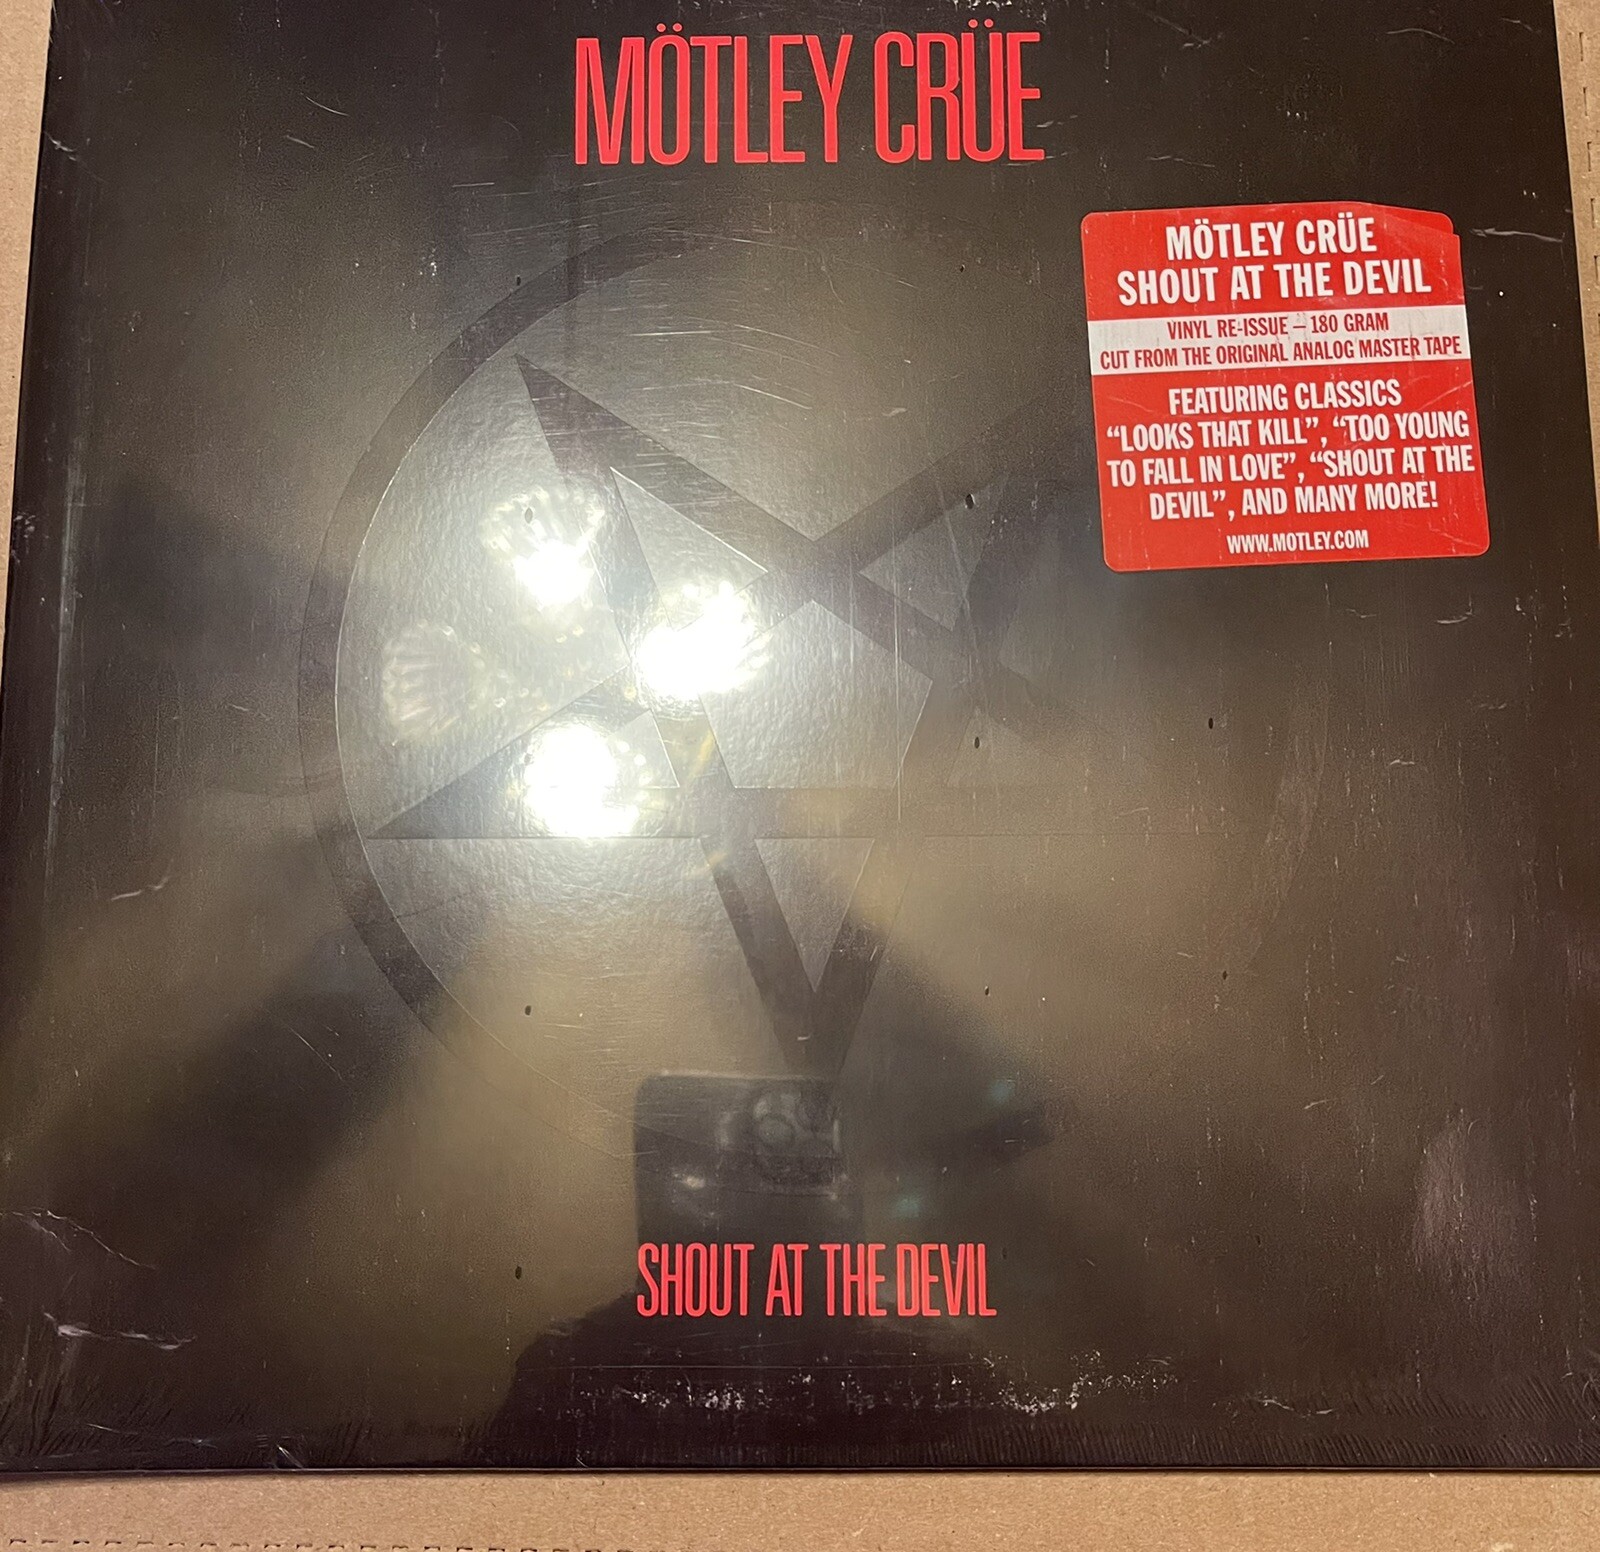 MÖTLEY CRÜE
MÖTLEY CRÜE
SHOUT AT THE DEVIL
VINYL RE-ISSUE – 180 GRAM
CUT FROM THE ORIGINAL ANALOG MASTER TAPE
FEATURING CLASSICS
“LOOKS THAT KILL”, “TOO YOUNG
TO FALL IN LOVE”, “SHOUT AT THE
DEVIL”, AND MANY MORE!
WWW.MOTLEY.COM
SHOUT AT THE DEVIL